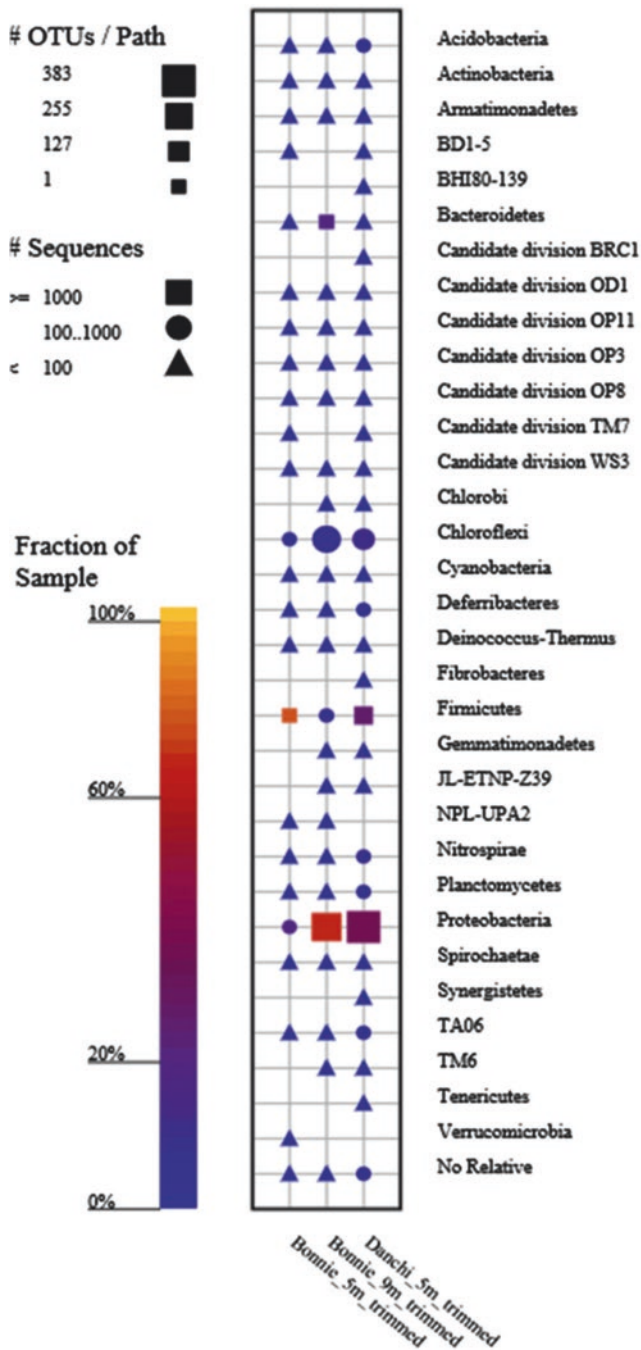 # OTUs / Path
383
255
127
1
# Sequences
>= 1000
100..1000
< 100
Fraction of
Sample
100%
60%
20%
0%
Acidobacteria
Actinobacteria
Armatimonadetes
BD1-5
BHI80-139
Bacteroidetes
Candidate division BRC1
Candidate division OD1
Candidate division OP11
Candidate division OP3
Candidate division OP8
Candidate division TM7
Candidate division WS3
Chlorobi
Chloroflexi
Cyanobacteria
Deferribacteres
Deinococcus-Thermus
Fibrobacteres
Firmicutes
Gemmatimonadetes
JL-ETNP-Z39
NPL-UPA2
Nitrospirae
Planctomycetes
Proteobacteria
Spirochaetae
Synergistetes
TA06
TM6
Tenericutes
Verrucomicrobia
No Relative
Bonnie_5m_trimmed
Bonnie_9m_trimmed
Danchi_5m_trimmed